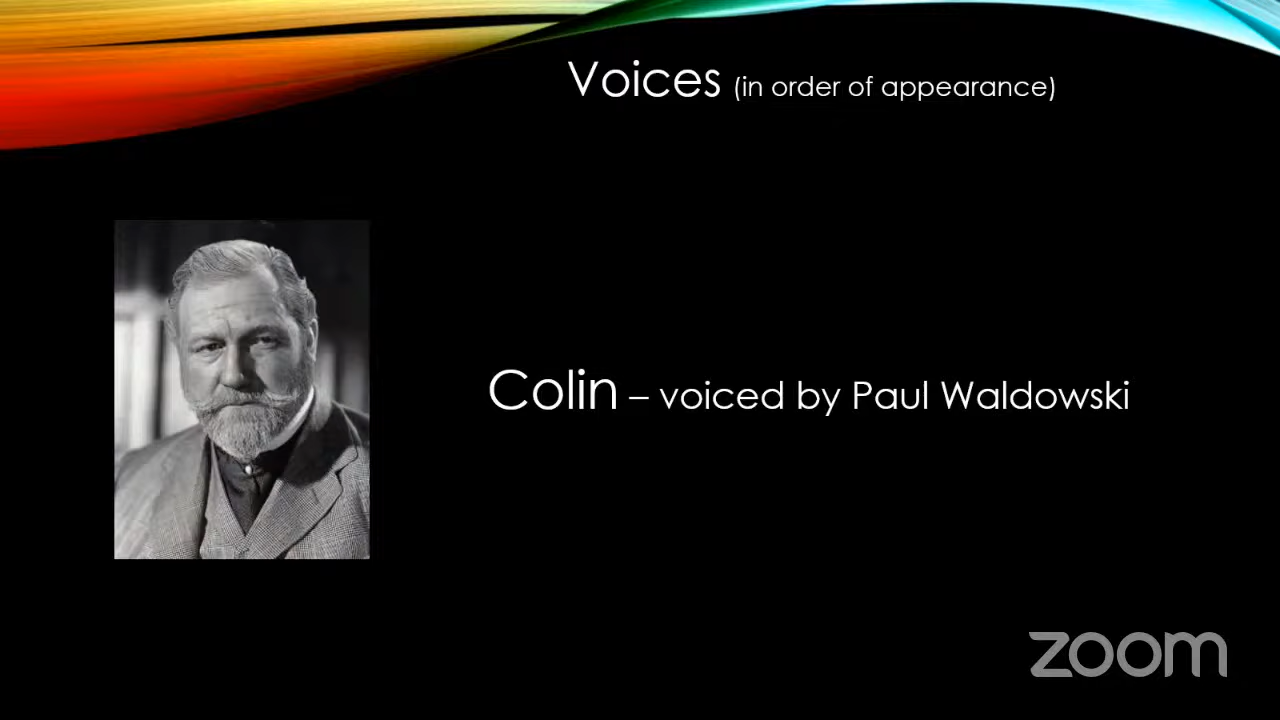 Voices (in order of appearance)
Colin – voiced by Paul Waldowski
zoom